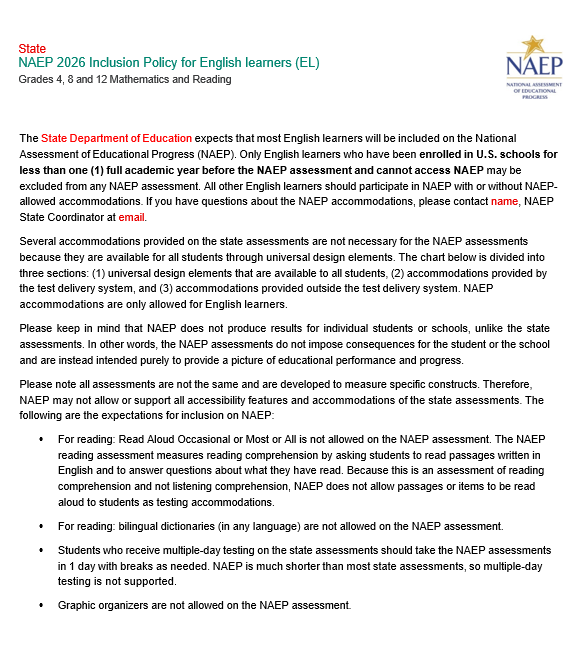 State
NAEP 2026 Inclusion Policy for English learners (EL)
Grades 4, 8 and 12 Mathematics and Reading
NAEP
NATIONAL ASSESSMENT
OF EDUCATIONAL
PROGRESS
The State Department of Education expects that most English learners will be included on the National
Assessment of Educational Progress (NAEP). Only English learners who have been enrolled in U.S. schools for
less than one (1) full academic year before the NAEP assessment and cannot access NAEP may be
excluded from any NAEP assessment. All other English learners should participate in NAEP with or without NAEP-
allowed accommodations. If you have questions about the NAEP accommodations, please contact name, NAEP
State Coordinator at email.
Several accommodations provided on the state assessments are not necessary for the NAEP assessments
because they are available for all students through universal design elements. The chart below is divided into
three sections: (1) universal design elements that are available to all students, (2) accommodations provided by
the test delivery system, and (3) accommodations provided outside the test delivery system. NAEP
accommodations are only allowed for English learners.
Please keep in mind that NAEP does not produce results for individual students or schools, unlike the state
assessments. In other words, the NAEP assessments do not impose consequences for the student or the school
and are instead intended purely to provide a picture of educational performance and progress.
Please note all assessments are not the same and are developed to measure specific constructs. Therefore,
NAEP may not allow or support all accessibility features and accommodations of the state assessments. The
following are the expectations for inclusion on NAEP:
• For reading: Read Aloud Occasional or Most or All is not allowed on the NAEP assessment. The NAEP
reading assessment measures reading comprehension by asking students to read passages written in
English and to answer questions about what they have read. Because this is an assessment of reading
comprehension and not listening comprehension, NAEP does not allow passages or items to be read
aloud to students as testing accommodations.
• For reading: bilingual dictionaries (in any language) are not allowed on the NAEP assessment.
• Students who receive multiple-day testing on the state assessments should take the NAEP assessments
in 1 day with breaks as needed. NAEP is much shorter than most state assessments, so multiple-day
testing is not supported.
• Graphic organizers are not allowed on the NAEP assessment.